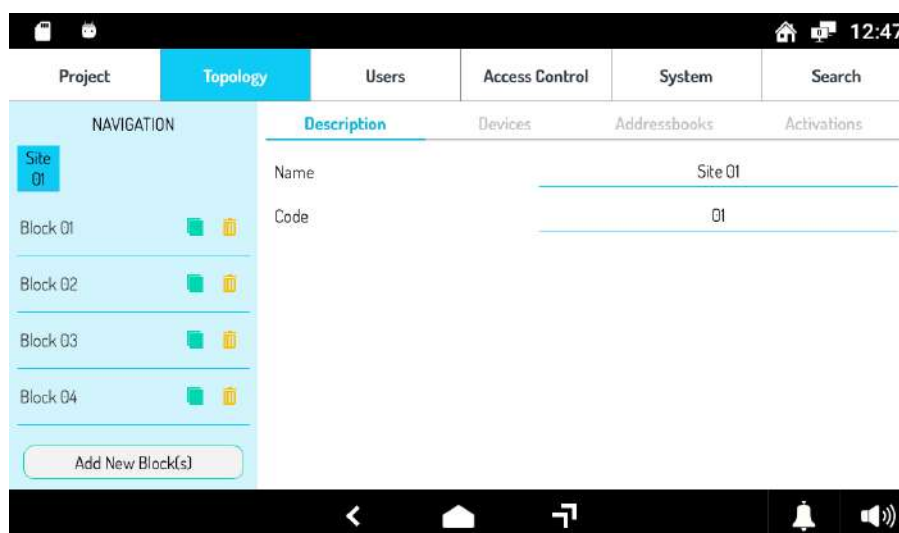 12:47
Project Topology Users Access Control System Search
NAVIGATION
Description Devices Addressbooks Activations
Site
01
Name Site 01
Code 01
Block 01
Block 02
Block 03
Block 04
Add New Block(s)